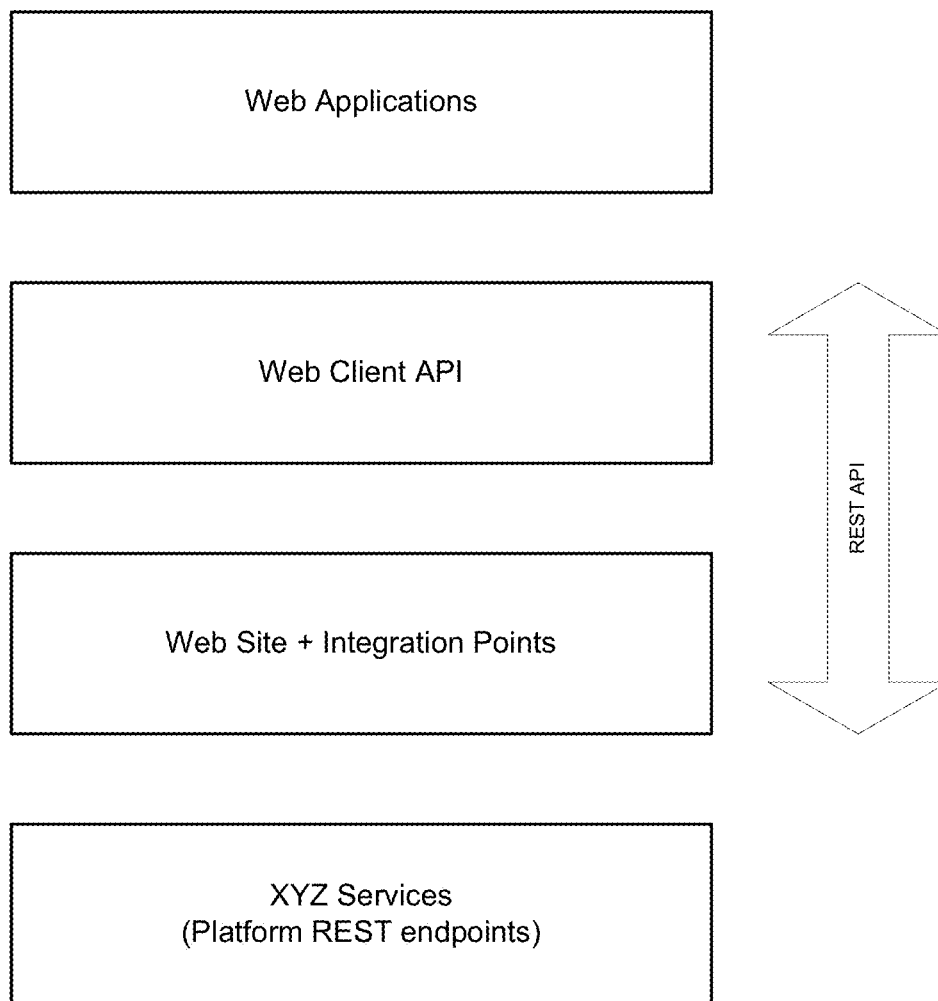 Web Applications
Web Client API
REST API
Web Site + Integration Points
XYZ Services
(Platform REST endpoints)